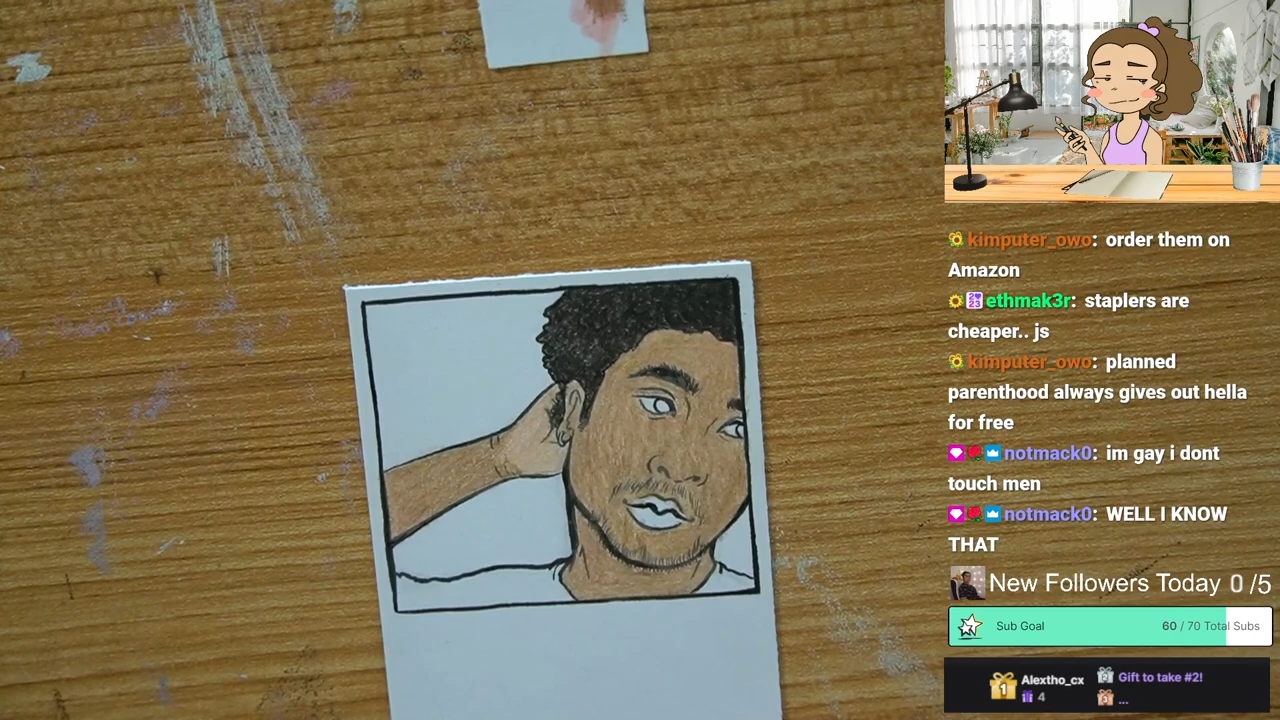 kimputer_owo: order them on
Amazon
ethmak3r: staplers are
cheaper.. js
kimputer_owo: planned
parenthood always gives out hella
for free
notmack0: im gay i dont
touch men
notmack0: WELL I KNOW
THAT
New Followers Today 0 /5
Sub Goal 60 / 70 Total Subs
Alextho_cx
4
Gift to take #2!
...